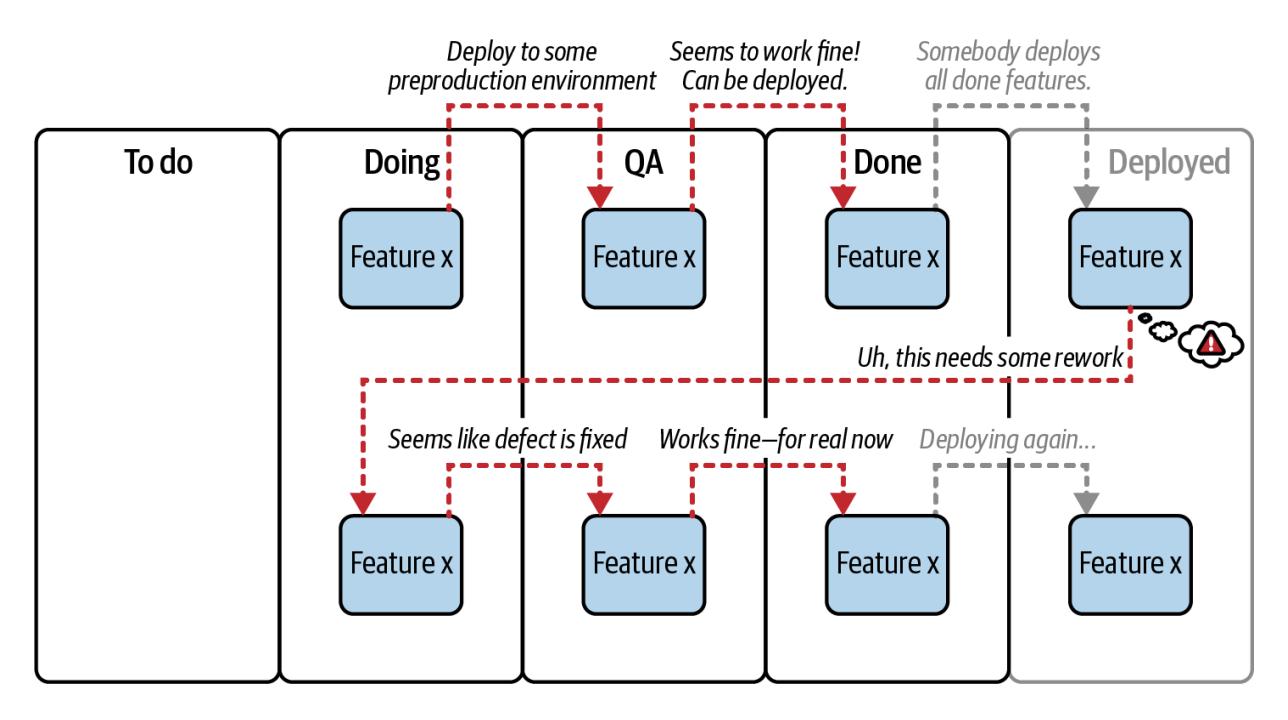 Deploy to some
preproduction environment
Seems to work fine!
Can be deployed.
Somebody deploys
all done features.
To do
Doing
QA
Done
Deployed
Feature x
Feature x
Feature x
Feature x
Uh, this needs some rework
Seems like defect is fixed
Works fine—for real now
Deploying again...
Feature x
Feature x
Feature x
Feature x